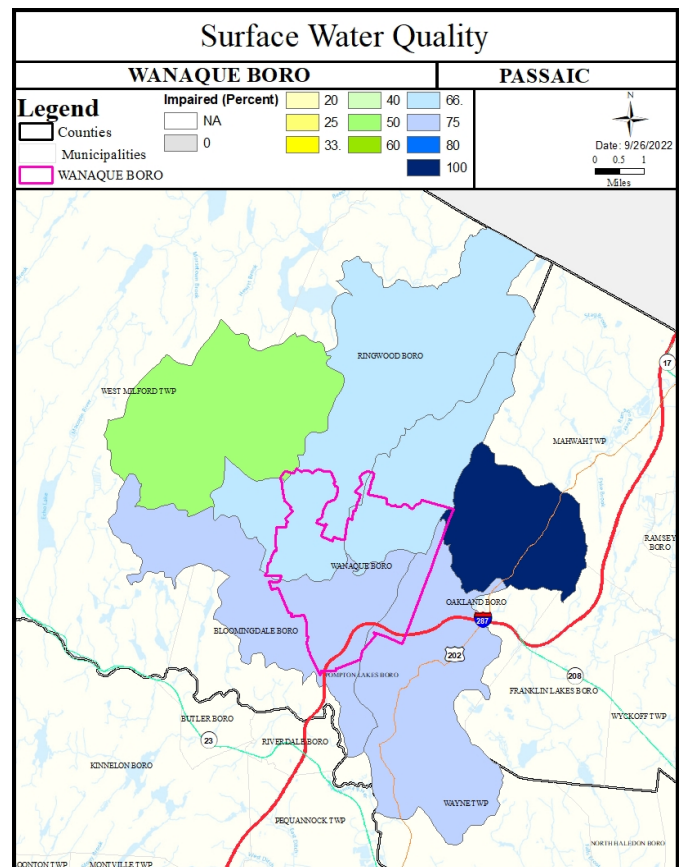 Surface Water Quality
WANAQUE BORO
PASSAIC
Legend
Counties
Municipalities
WANAQUE BORO
Impaired (Percent)
NA
0
20
25
33.
40
50
60
66.
75
80
100
N
Date: 9/26/2022
0 0.5 1
Miles
RINGWOOD BORO
17
WEST MILFORD TWP
MAHWAH TWP
RAMSEY
BORO
WANAQUE BORO
OAKLAND BORO
287
BLOOMINGDALE BORO
202
POMPTON LAKES BORO
208
FRANKLIN LAKES BORO
WYCKOFF TWP
BUTLER BORO
23
RIVERDALE BORO
KINNELON BORO
WAYNE TWP
PEQUANNOCK TWP
NORTH HALEDON BORO
OONTON TWP
MONTVILLE TWP